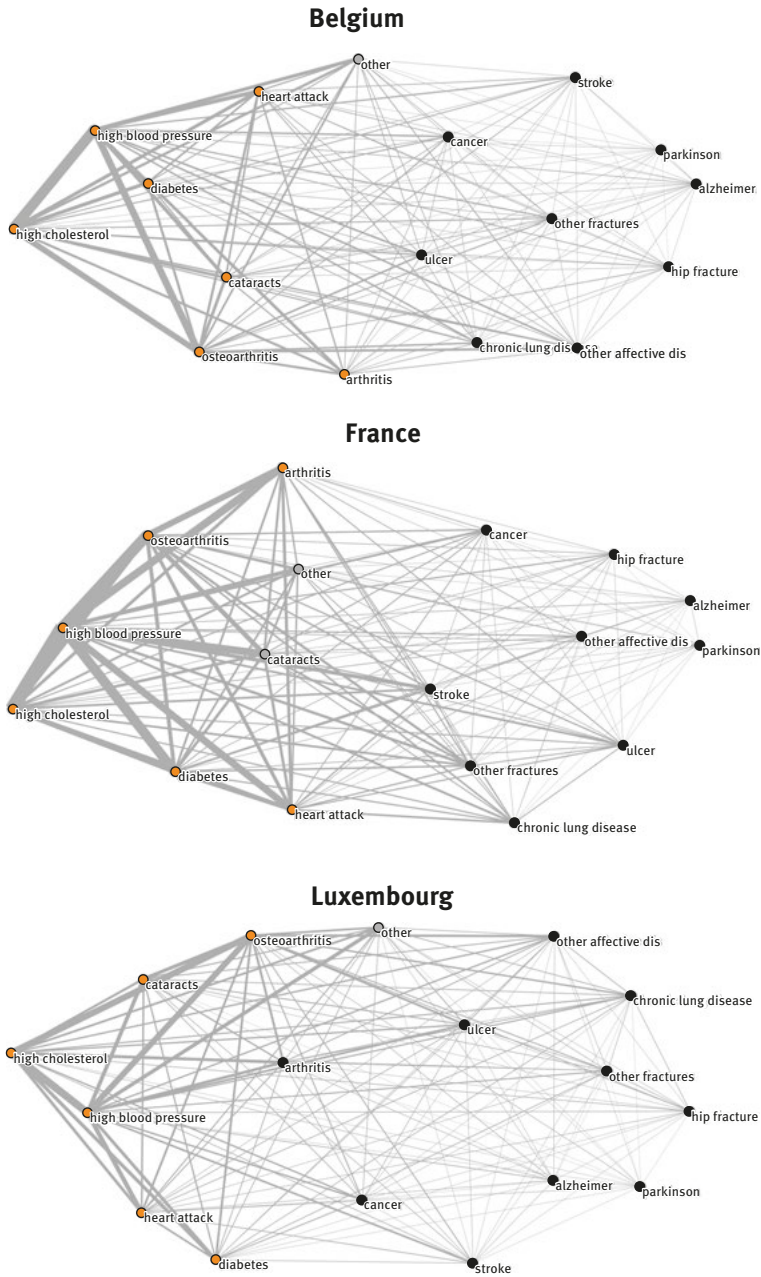 Belgium
other
stroke
heart attack
high blood pressure
cancer
parkinson
diabetes
alzheimer
other fractures
high cholesterol
ulcer
hip fracture
cataracts
chronic lung disease
other affective dis
osteoarthritis
arthritis
France
arthritis
cancer
osteoarthritis
hip fracture
other
alzheimer
high blood pressure
other affective dis
parkinson
cataracts
stroke
high cholesterol
ulcer
other fractures
diabetes
heart attack
chronic lung disease
Luxembourg
other
osteoarthritis
other affective dis
cataracts
chronic lung disease
ulcer
high cholesterol
arthritis
other fractures
high blood pressure
hip fracture
alzheimer
parkinson
cancer
heart attack
diabetes
stroke